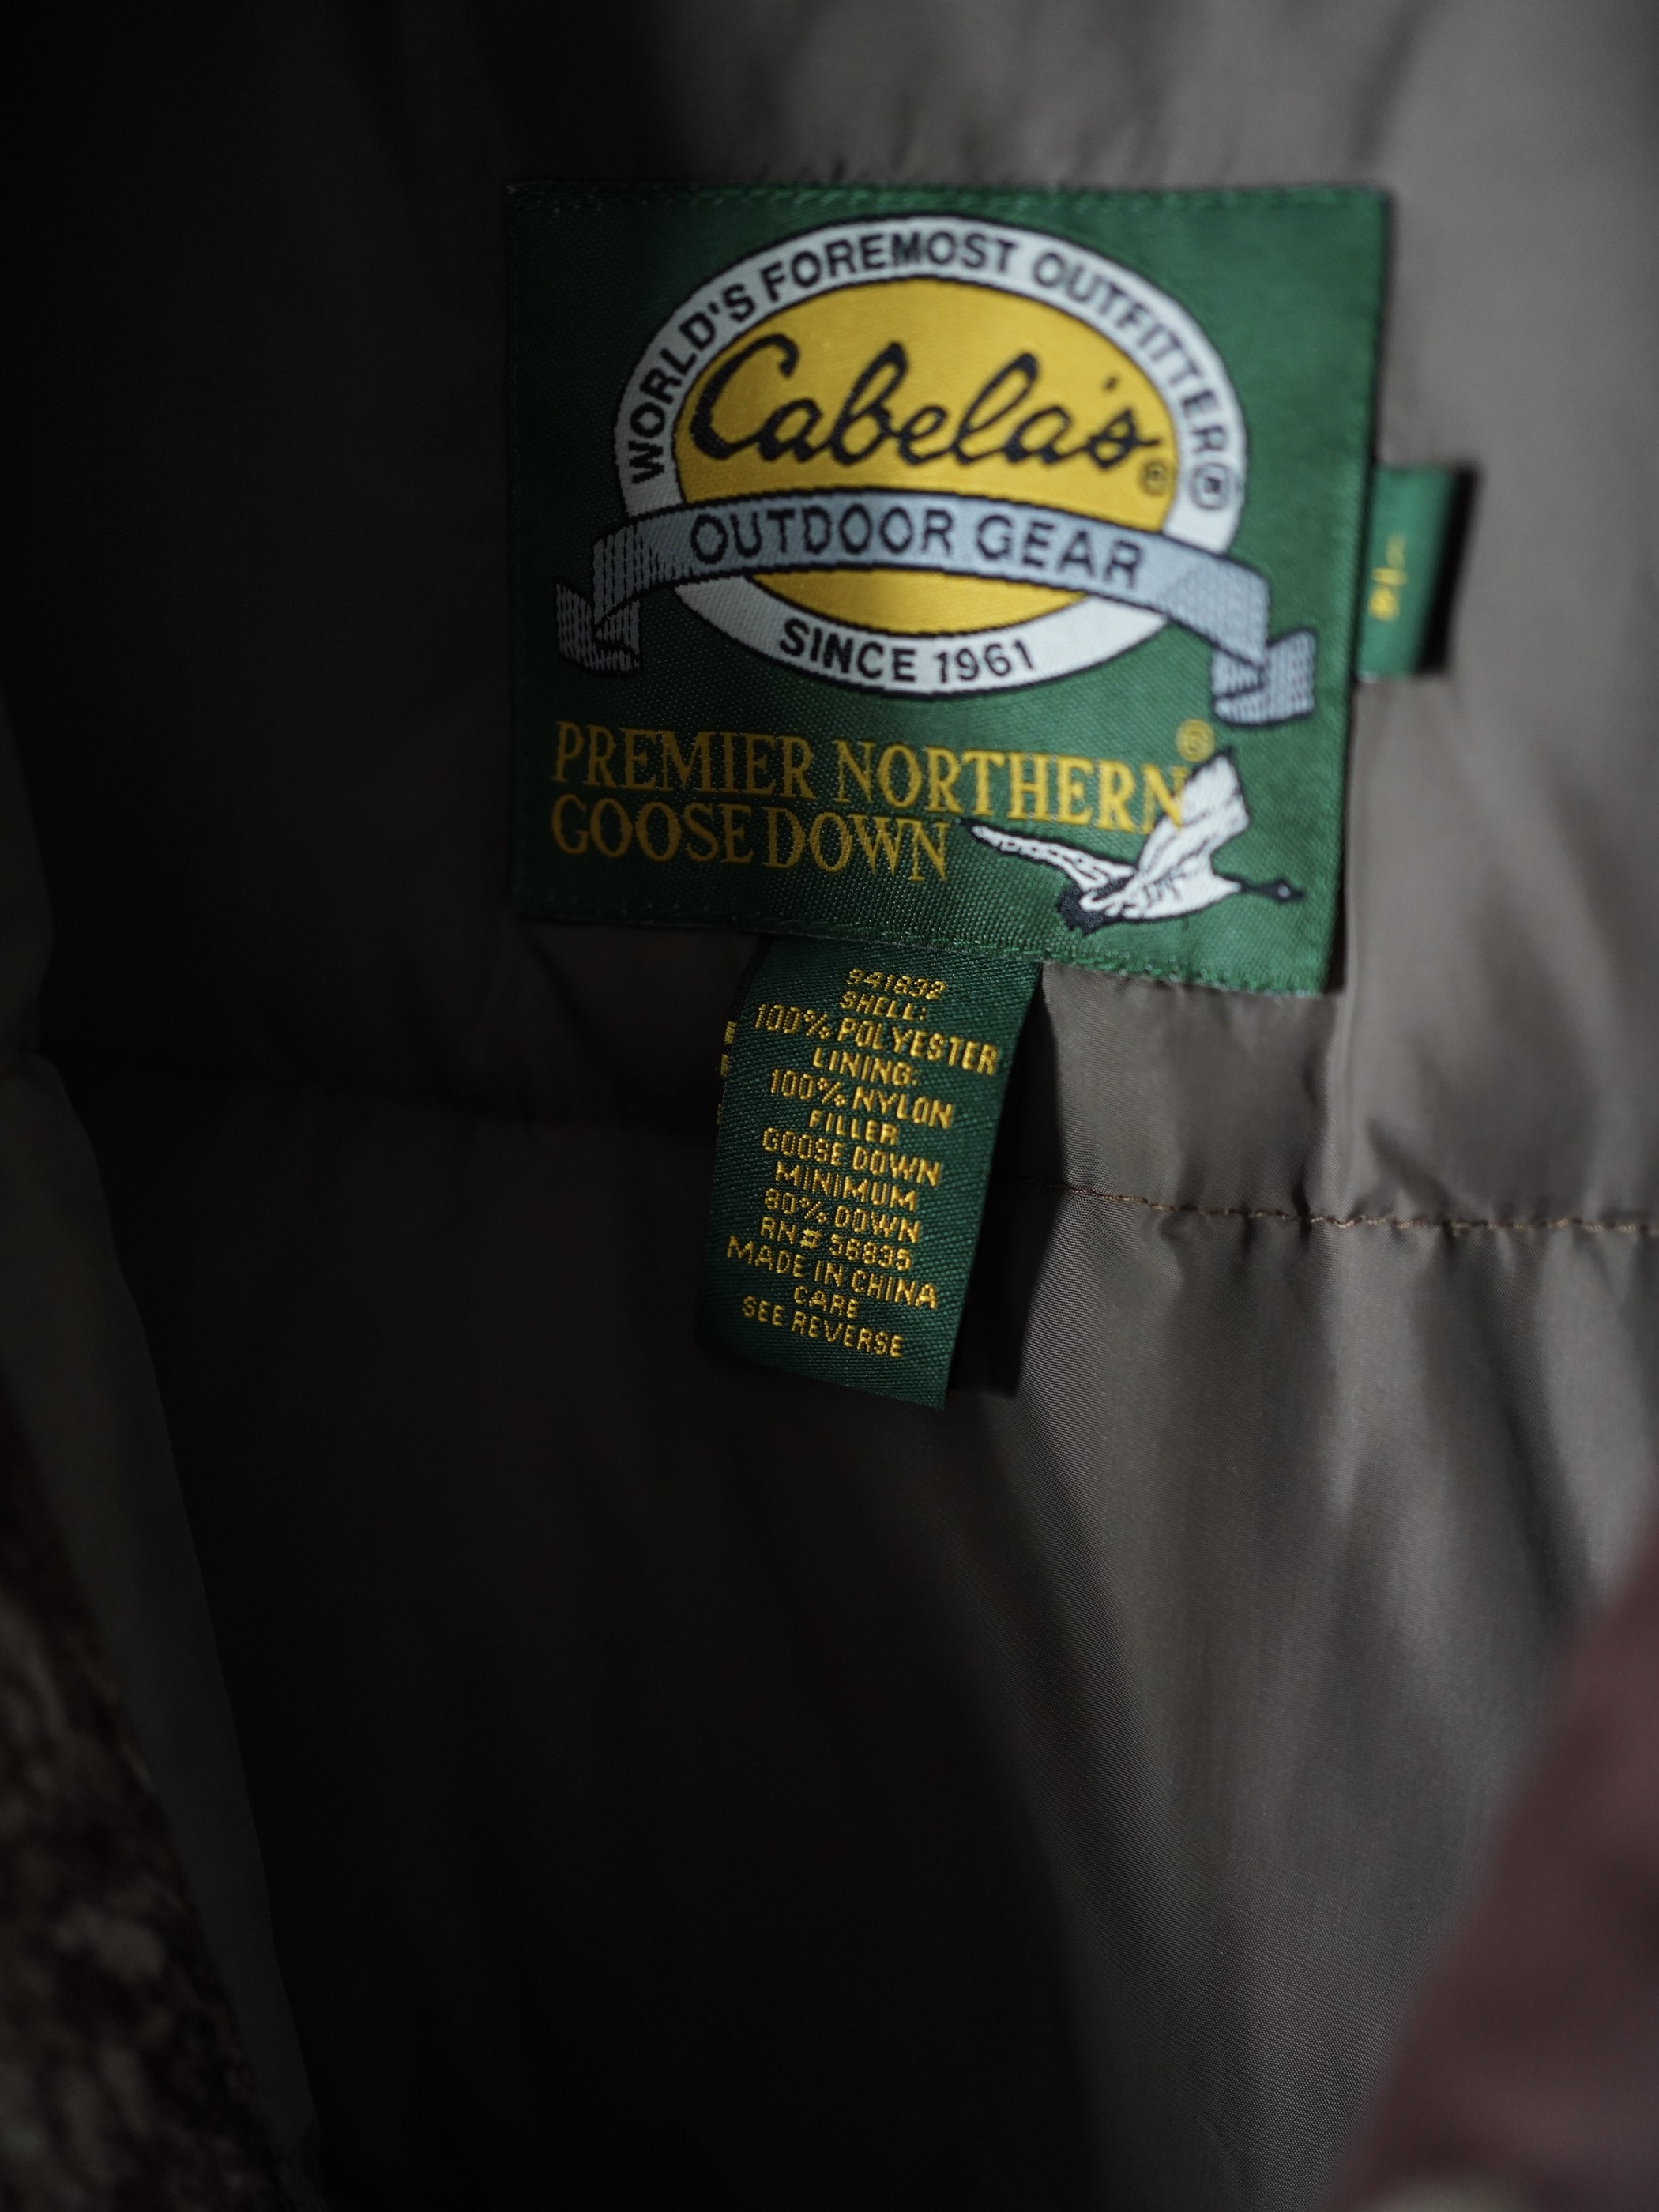 WORLD'S FOREMOST OUTFITTER®
Cabela's®
OUTDOOR GEAR
SINCE 1961
PREMIER NORTHERN®
GOOSE DOWN
941632
SHELL:
100% POLYESTER
LINING:
100% NYLON
FILLER
GOOSE DOWN
MINIMUM
80% DOWN
RN# 56835
MADE IN CHINA
CARE
SEE REVERSE